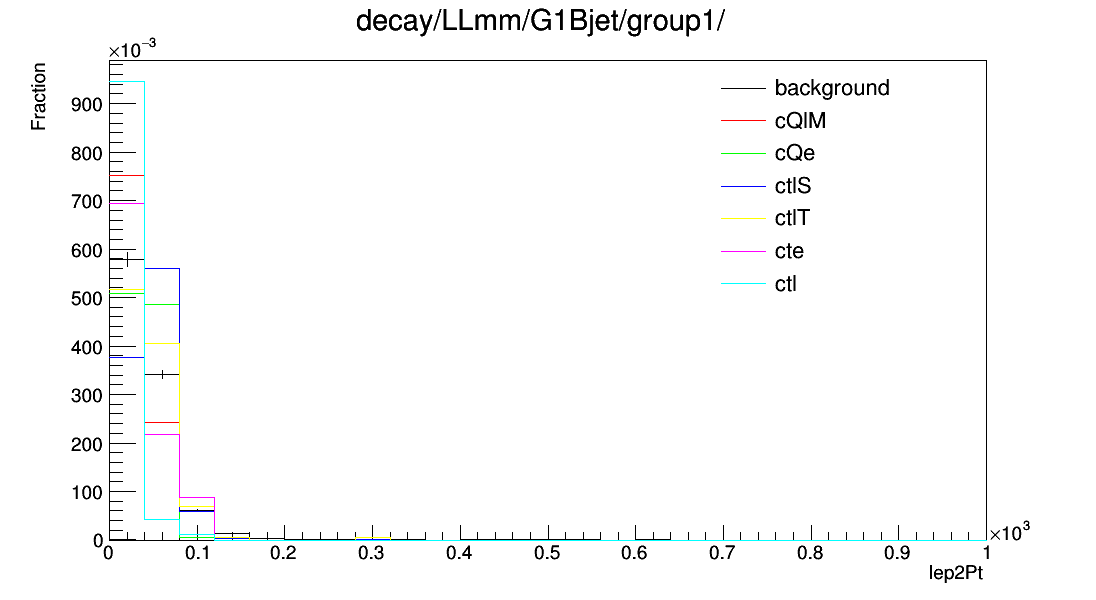 decay/LLmm/G1Bjet/group1/
×10⁻³
Fraction
900
800
700
600
500
400
300
200
100
0
background
cQlM
cQe
ctlS
ctlT
cte
ctl
0 0.1 0.2 0.3 0.4 0.5 0.6 0.7 0.8 0.9 1
×10³
lep2Pt